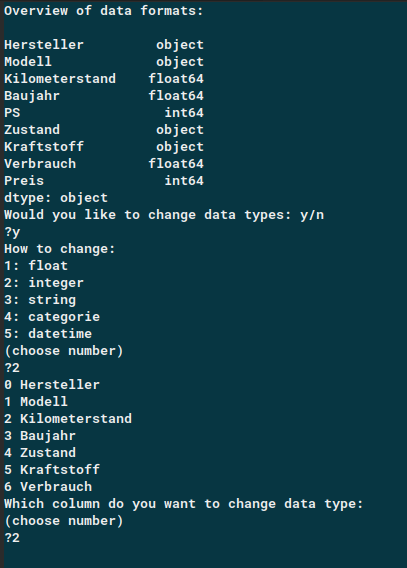 Overview of data formats:
Hersteller object
Modell object
Kilometerstand float64
Baujahr float64
PS int64
Zustand object
Kraftstoff object
Verbrauch float64
Preis int64
dtype: object
Would you like to change data types: y/n
?y
How to change:
1: float
2: integer
3: string
4: categorie
5: datetime
(choose number)
?2
0 Hersteller
1 Modell
2 Kilometerstand
3 Baujahr
4 Zustand
5 Kraftstoff
6 Verbrauch
Which column do you want to change data type:
(choose number)
?2